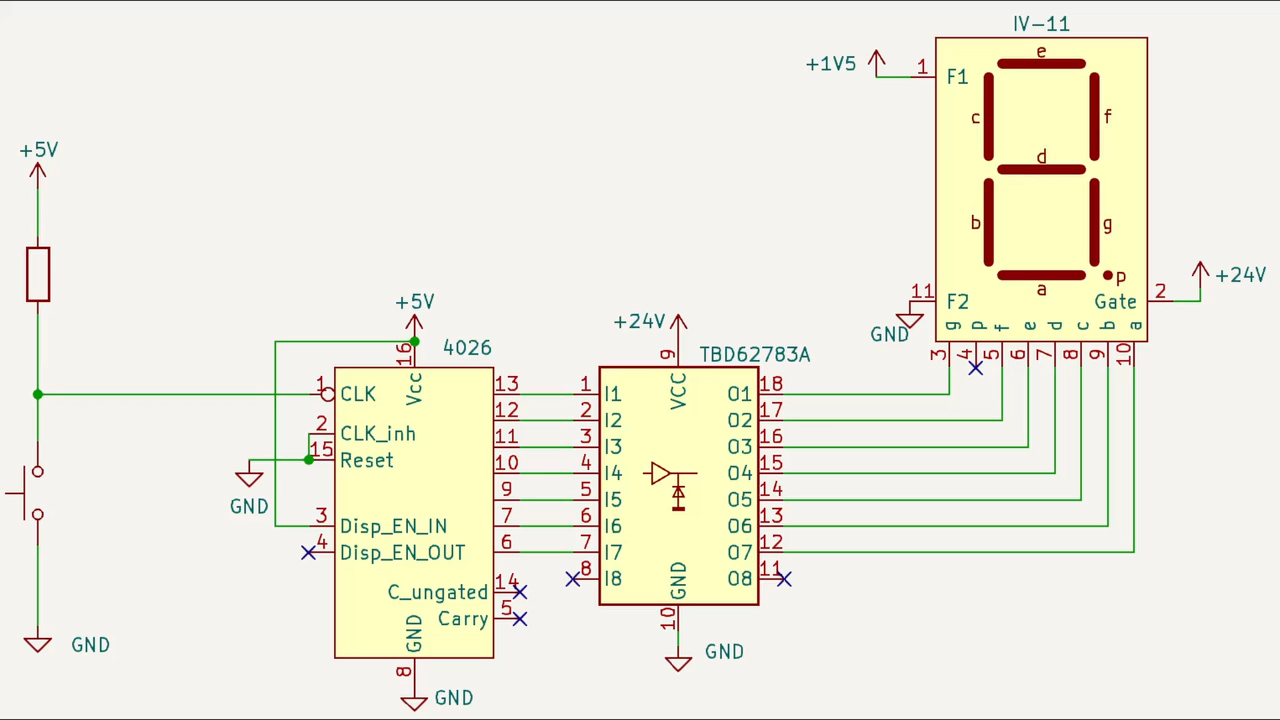 IV-11
+1V5
1
F1
e
c
f
d
b
g
a
p
11
F2
Gate
2
+24V
GND
g
p
f
e
d
c
b
a
3
4
5
6
7
8
9
10
+5V
GND
+5V
16
Vcc
4026
1
CLK
2
CLK_inh
15
Reset
GND
3
Disp_EN_IN
4
Disp_EN_OUT
13
12
11
10
9
7
6
C_ungated
14
Carry
5
GND
8
GND
+24V
9
VCC
TBD62783A
1
I1
2
I2
3
I3
4
I4
5
I5
6
I6
7
I7
8
I8
O1
18
O2
17
O3
16
O4
15
O5
14
O6
13
O7
12
O8
11
GND
10
GND